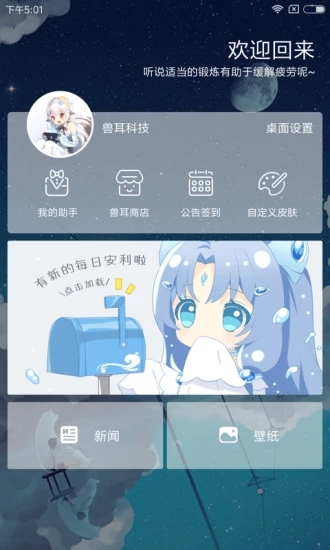 下午5:01
欢迎回来
听说适当的锻炼有助于缓解疲劳呢~
兽耳科技
桌面设置
我的助手
兽耳商店
公告签到
自定义皮肤
有新的每日安利啦
点击加载
新闻
壁纸